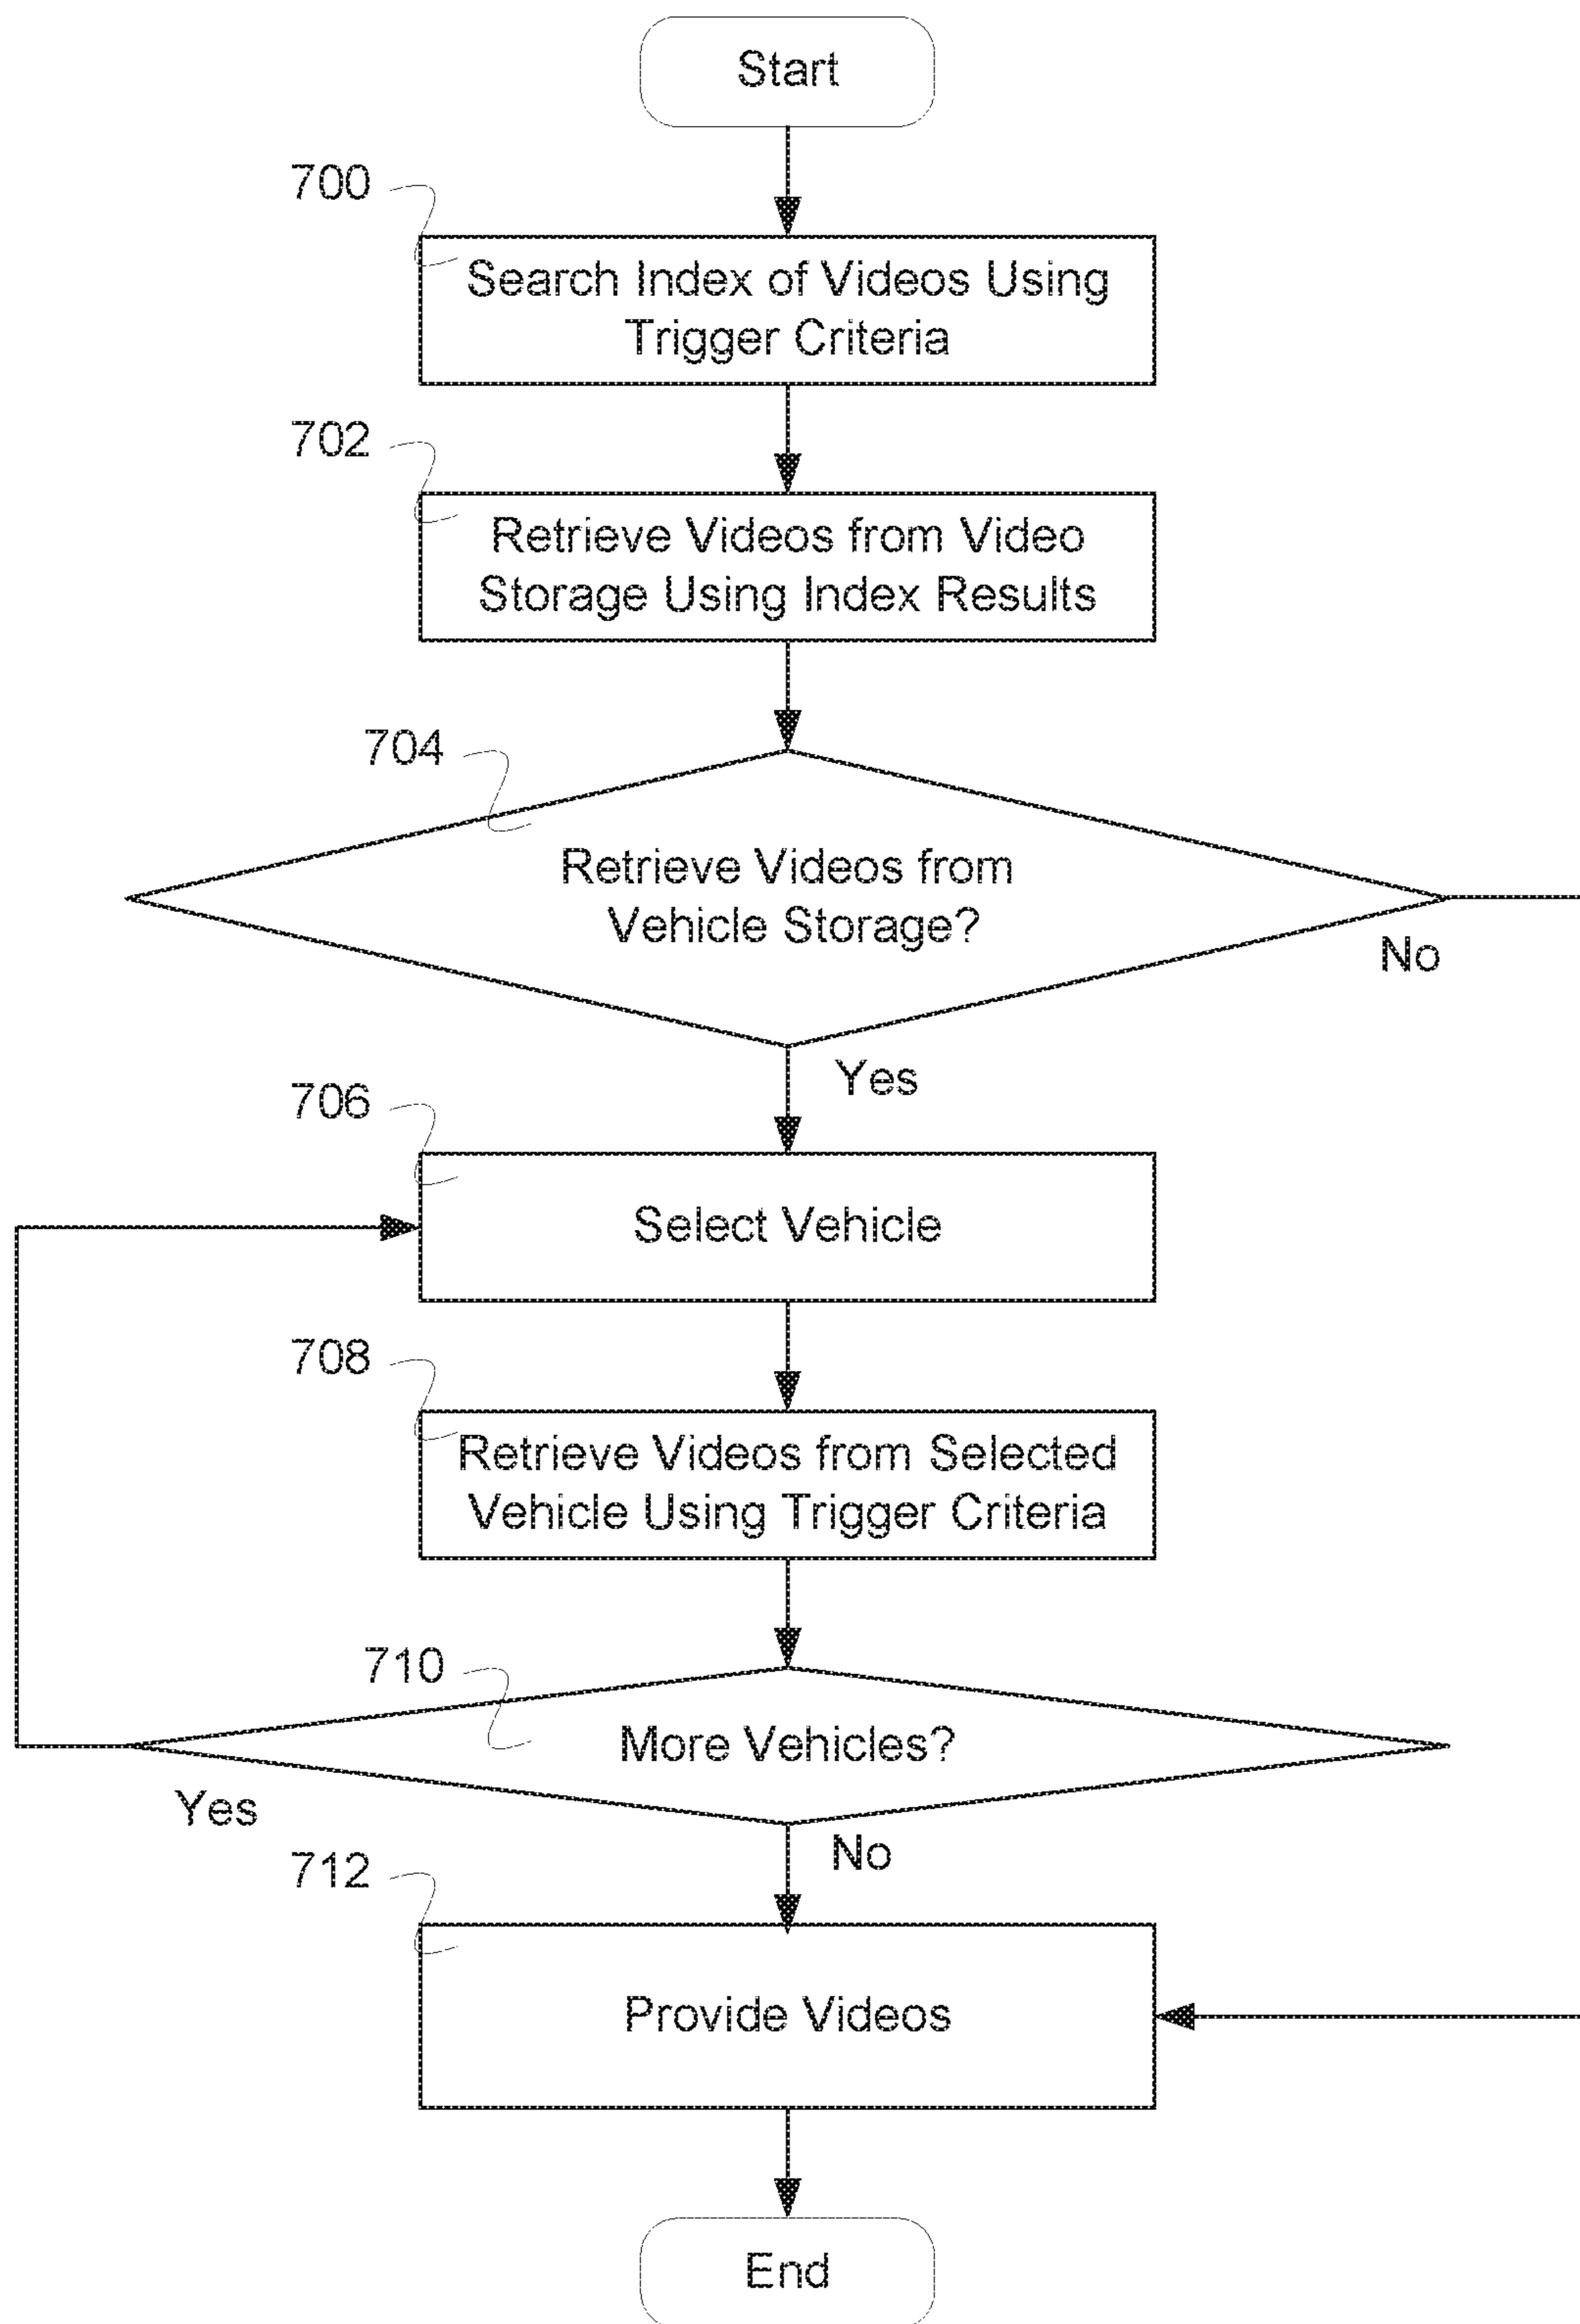 Start
700
Search Index of Videos Using
Trigger Criteria
702
Retrieve Videos from Video
Storage Using Index Results
704
Retrieve Videos from
Vehicle Storage?
No
Yes
706
Select Vehicle
708
Retrieve Videos from Selected
Vehicle Using Trigger Criteria
710
More Vehicles?
Yes
No
712
Provide Videos
End